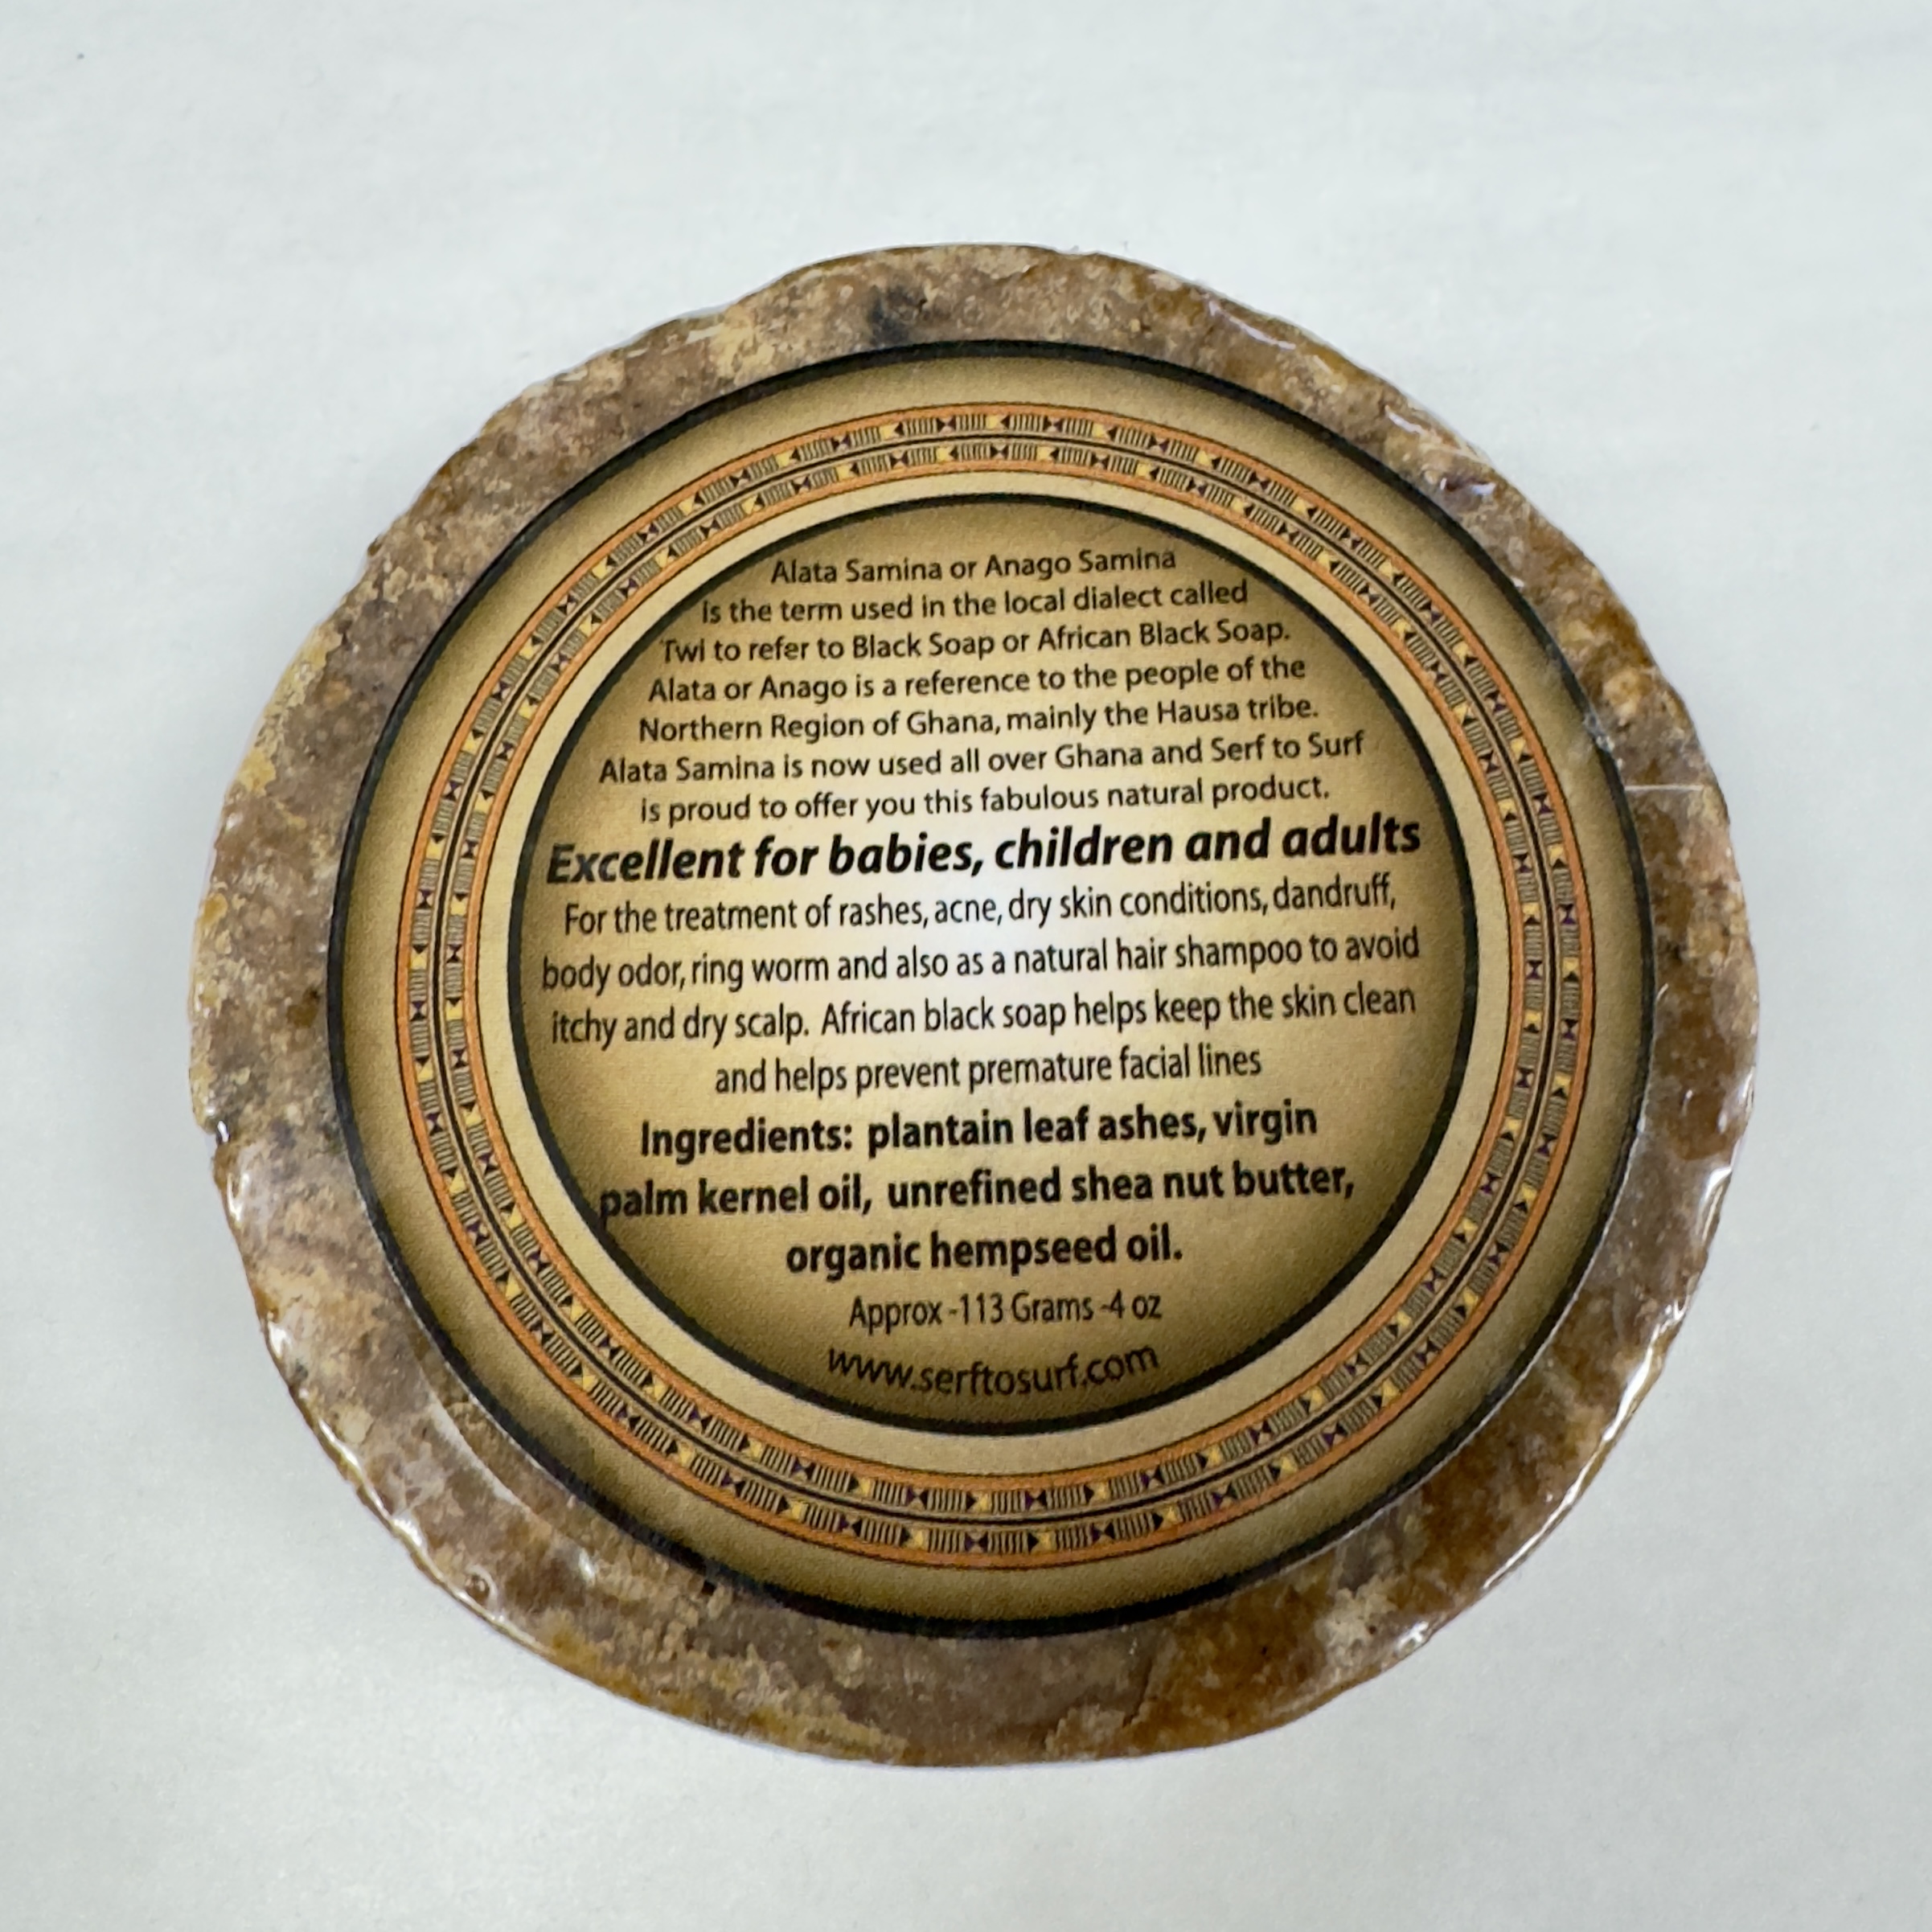 Alata Samina or Anago Samina
is the term used in the local dialect called
Twi to refer to Black Soap or African Black Soap.
Alata or Anago is a reference to the people of the
Northern Region of Ghana, mainly the Hausa tribe.
Alata Samina is now used all over Ghana and Serf to Surf
is proud to offer you this fabulous natural product.
Excellent for babies, children and adults
For the treatment of rashes, acne, dry skin conditions, dandruff,
body odor, ring worm and also as a natural hair shampoo to avoid
itchy and dry scalp. African black soap helps keep the skin clean
and helps prevent premature facial lines
Ingredients: plantain leaf ashes, virgin
palm kernel oil, unrefined shea nut butter,
organic hempseed oil.
Approx -113 Grams -4 oz
www.serftosurf.com